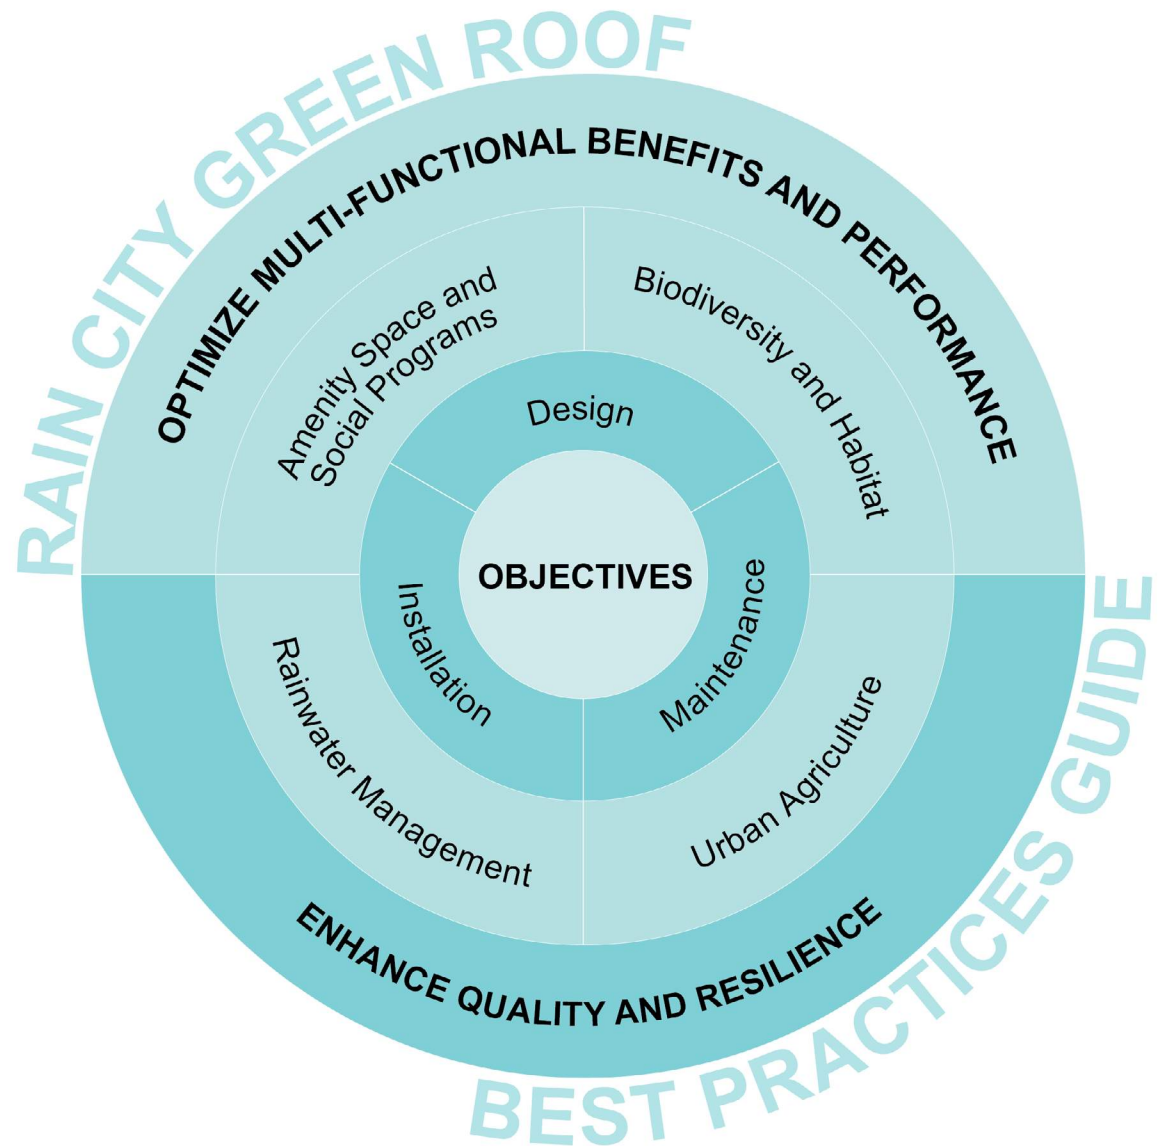 RAIN CITY GREEN ROOF
OPTIMIZE MULTI-FUNCTIONAL BENEFITS AND PERFORMANCE
Amenity Space and
Social Programs
Biodiversity and Habitat
Design
OBJECTIVES
Installation
Maintenance
Rainwater Management
Urban Agriculture
ENHANCE QUALITY AND RESILIENCE
BEST PRACTICES GUIDE